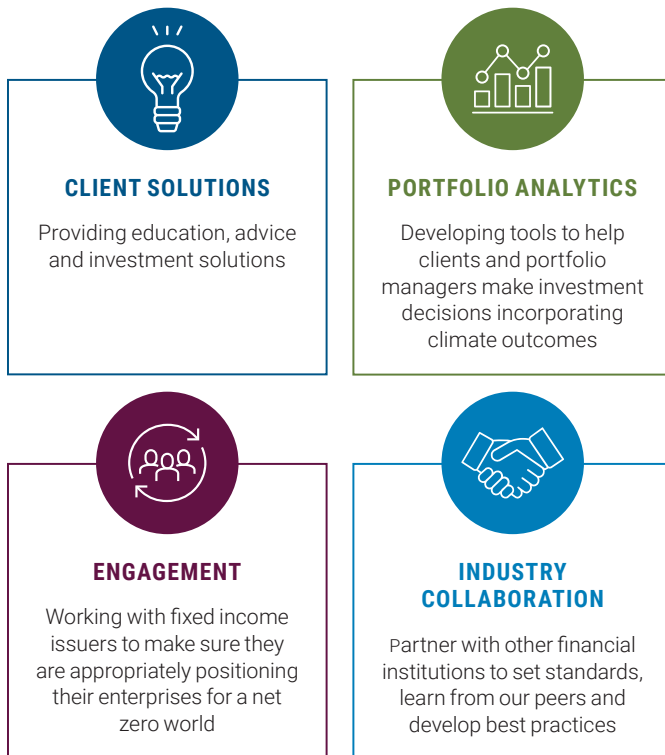 CLIENT SOLUTIONS
Providing education, advice
and investment solutions
PORTFOLIO ANALYTICS
Developing tools to help
clients and portfolio
managers make investment
decisions incorporating
climate outcomes
ENGAGEMENT
Working with fixed income
issuers to make sure they
are appropriately positioning
their enterprises for a net
zero world
INDUSTRY
COLLABORATION
Partner with other financial
institutions to set standards,
learn from our peers and
develop best practices